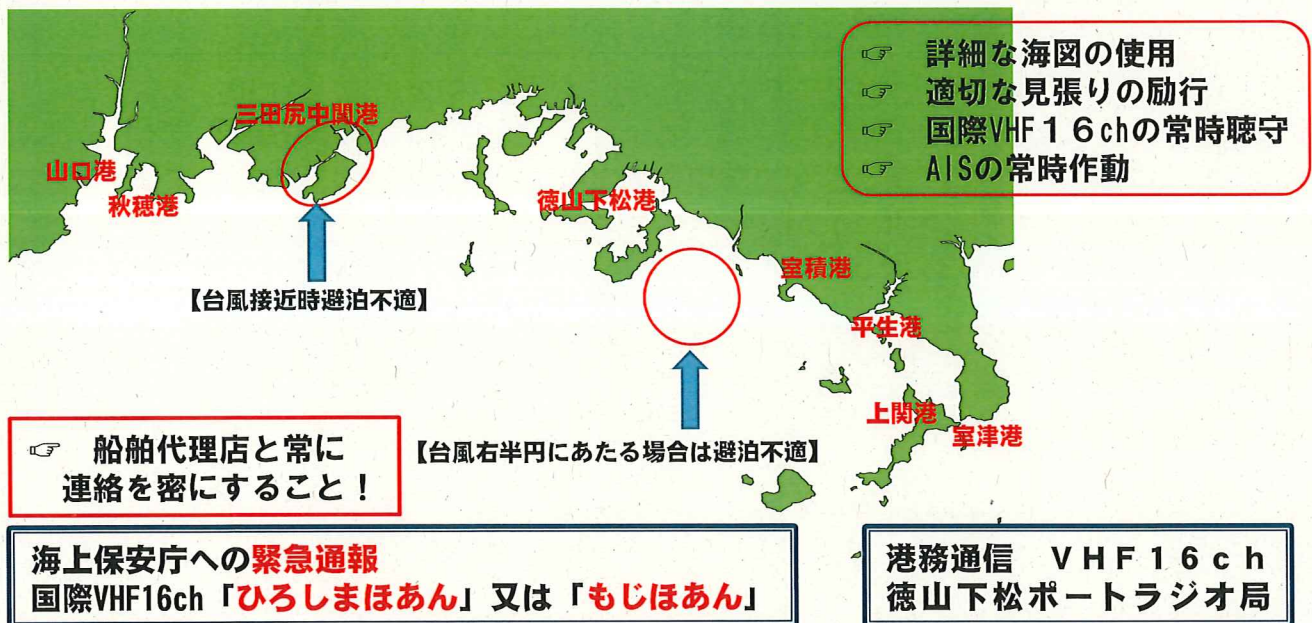 ☞ 詳細な海図の使用
☞ 適切な見張りの励行
☞ 国際VHF16chの常時聴守
☞ AISの常時作動
三田尻中関港
山口港
秋穂港
徳山下松港
室積港
平生港
上関港
室津港
【台風接近時避泊不適】
【台風右半円にあたる場合は避泊不適】
☞ 船舶代理店と常に
連絡を密にすること！
海上保安庁への緊急通報
国際VHF16ch「ひろしまほあん」又は「もじほあん」
港務通信 VHF16ch
徳山下松ポートラジオ局